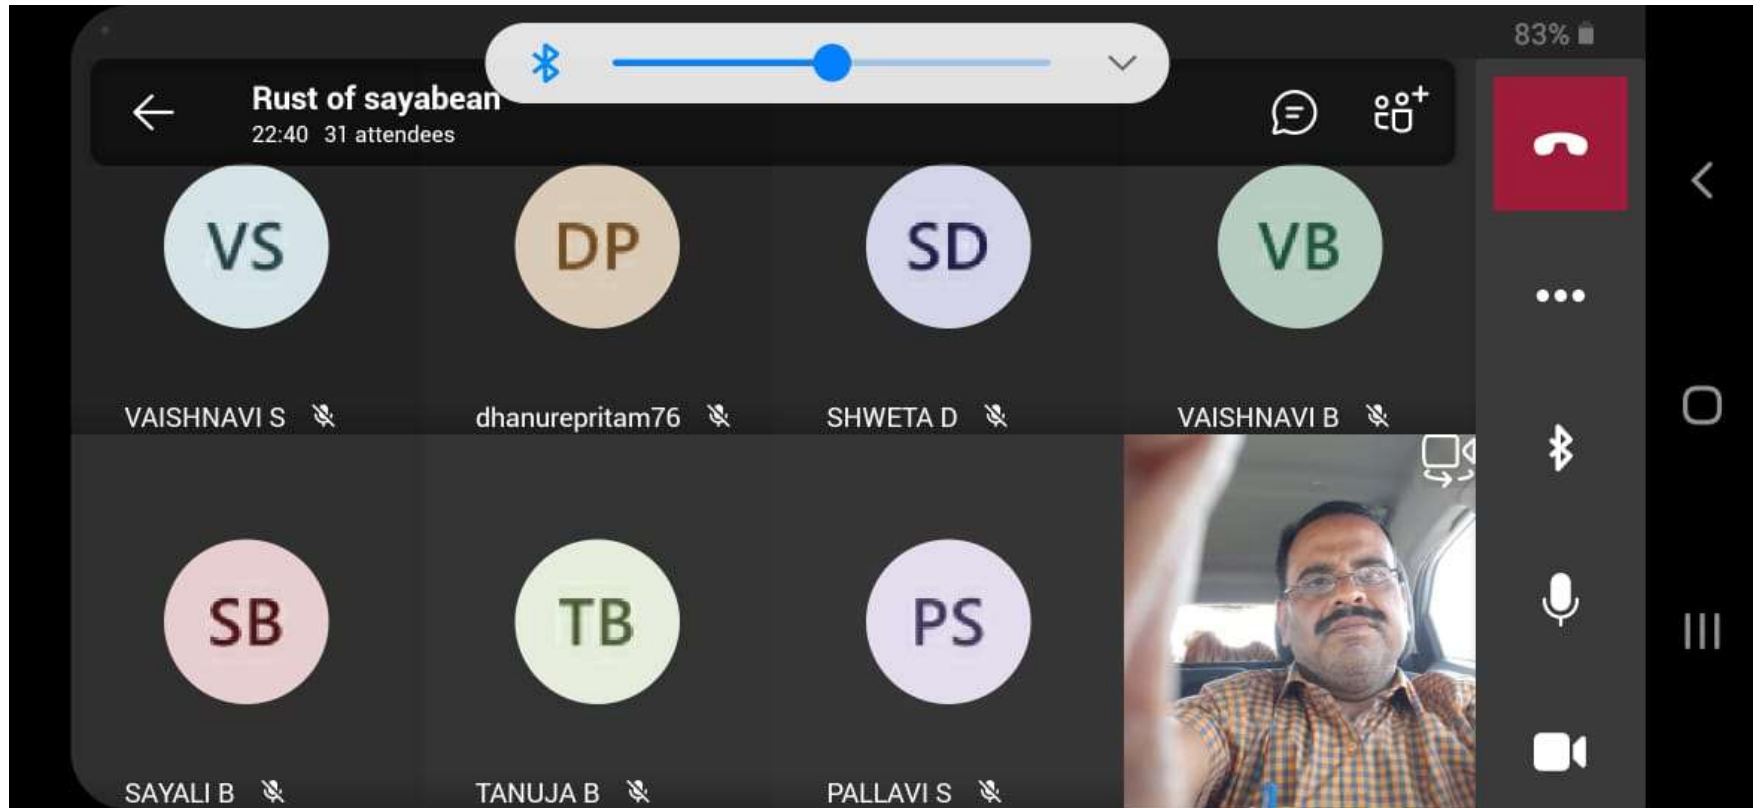 83%
Rust of sayabean
22:40 31 attendees
VS DP SD VB
VAISHNAVI S dhanurepritam76 SHWETA D VAISHNAVI B
SB TB PS
SAYALI B TANUJA B PALLAVI S